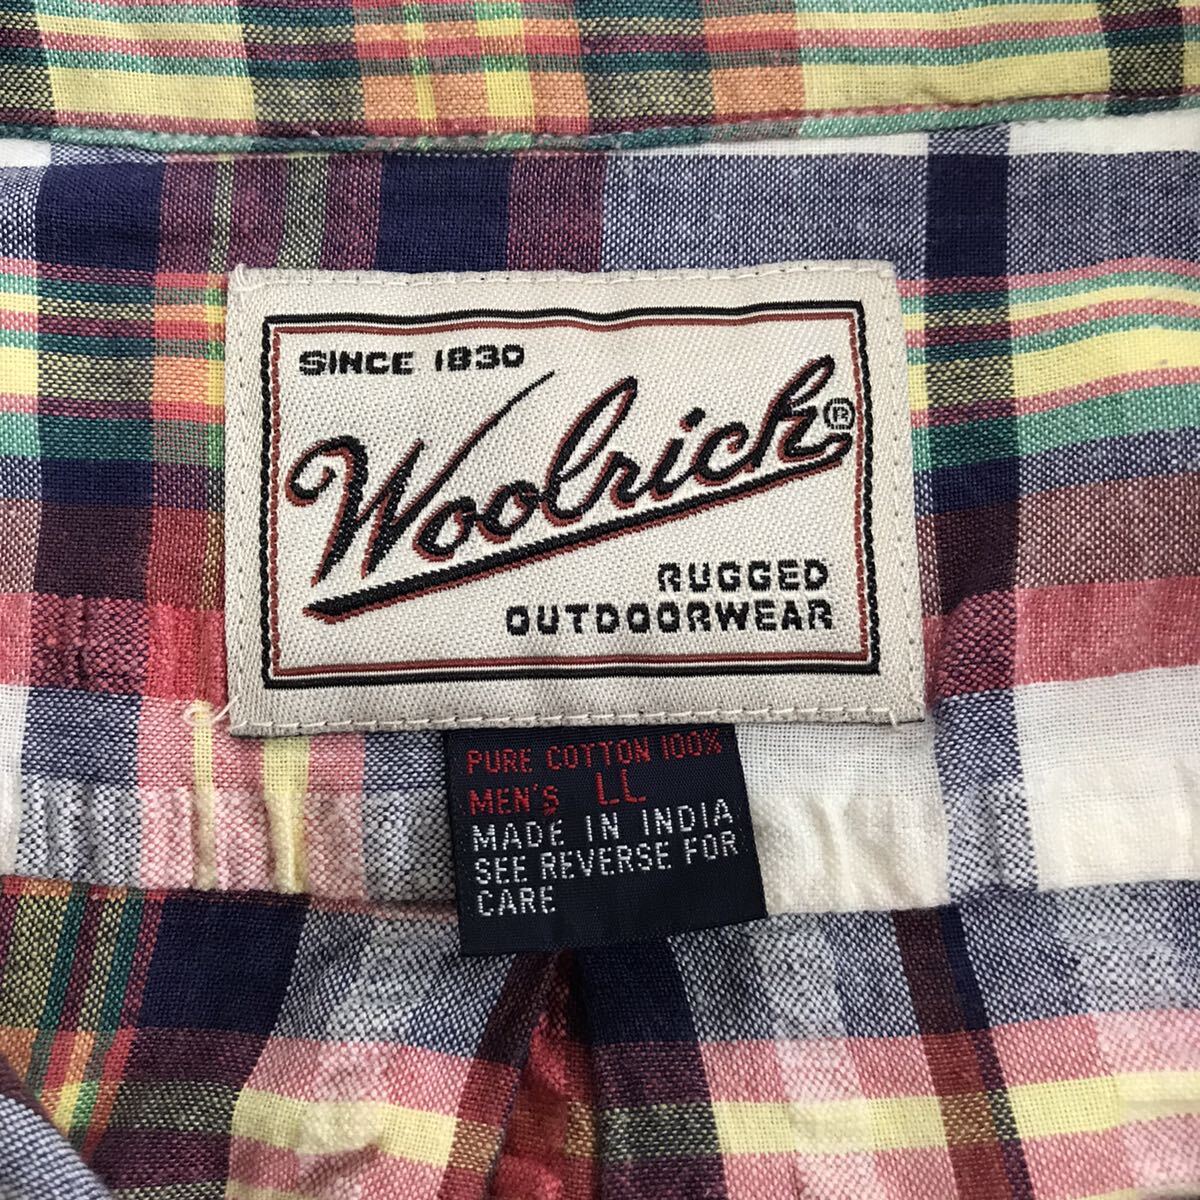 SINCE 1830
Woolrich®
RUGGED
OUTDOORWEAR
PURE COTTON 100%
MEN'S LL
MADE IN INDIA
SEE REVERSE FOR
CARE